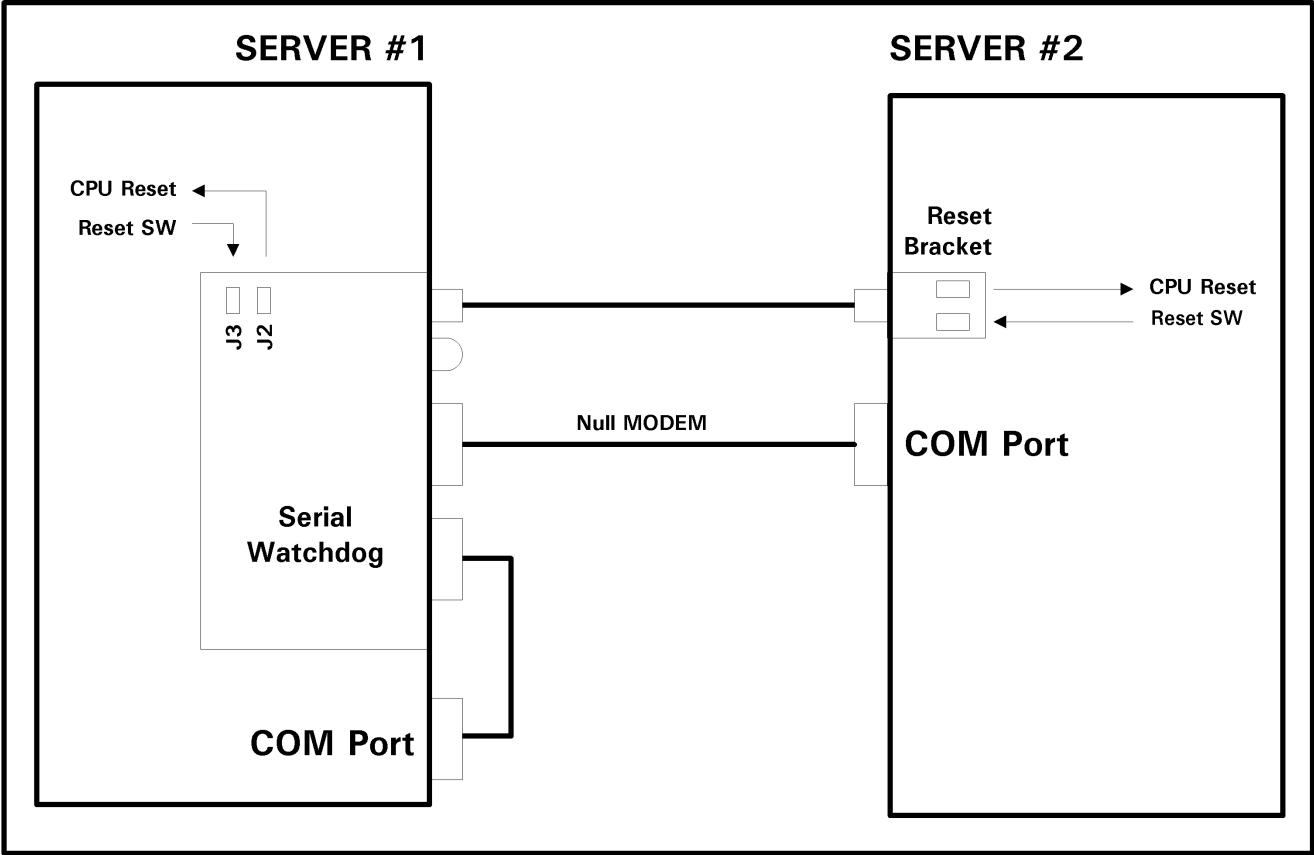 SERVER #1
SERVER #2
CPU Reset
Reset SW
J3
J2
Reset
Bracket
CPU Reset
Reset SW
Null MODEM
COM Port
Serial
Watchdog
COM Port